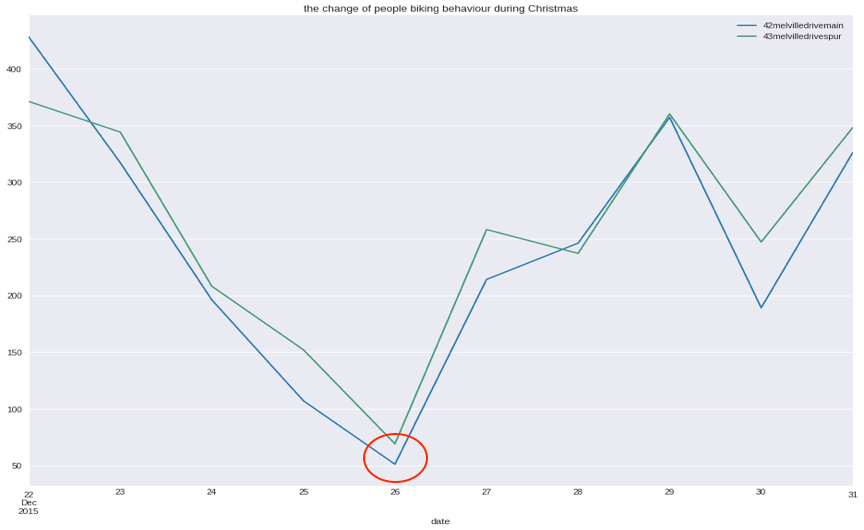 the change of people biking behaviour during Christmas
42melvilledrivemain
43melvilledrivespur
400
350
300
250
200
150
100
50
22 23 24 25 26 27 28 29 30 31
Dec
2015
date